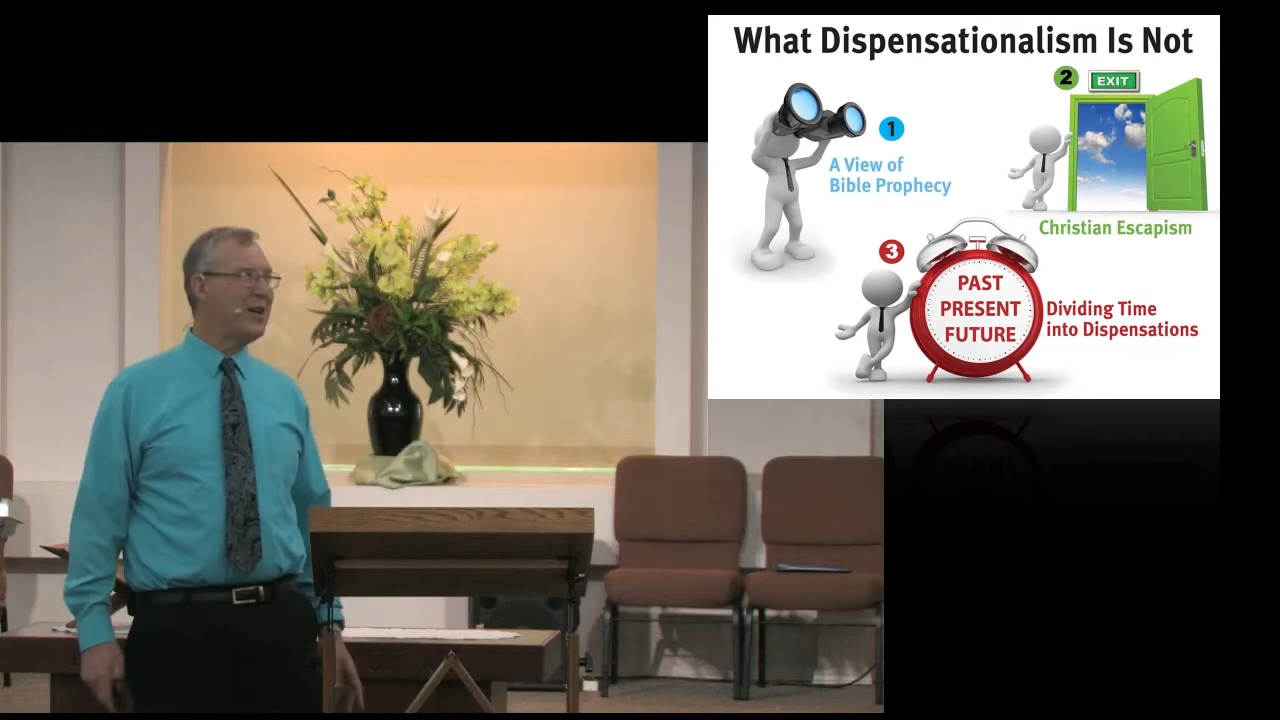 What Dispensationalism Is Not
1
A View of
Bible Prophecy
2
EXIT
Christian Escapism
3
PAST
PRESENT
FUTURE
Dividing Time
into Dispensations